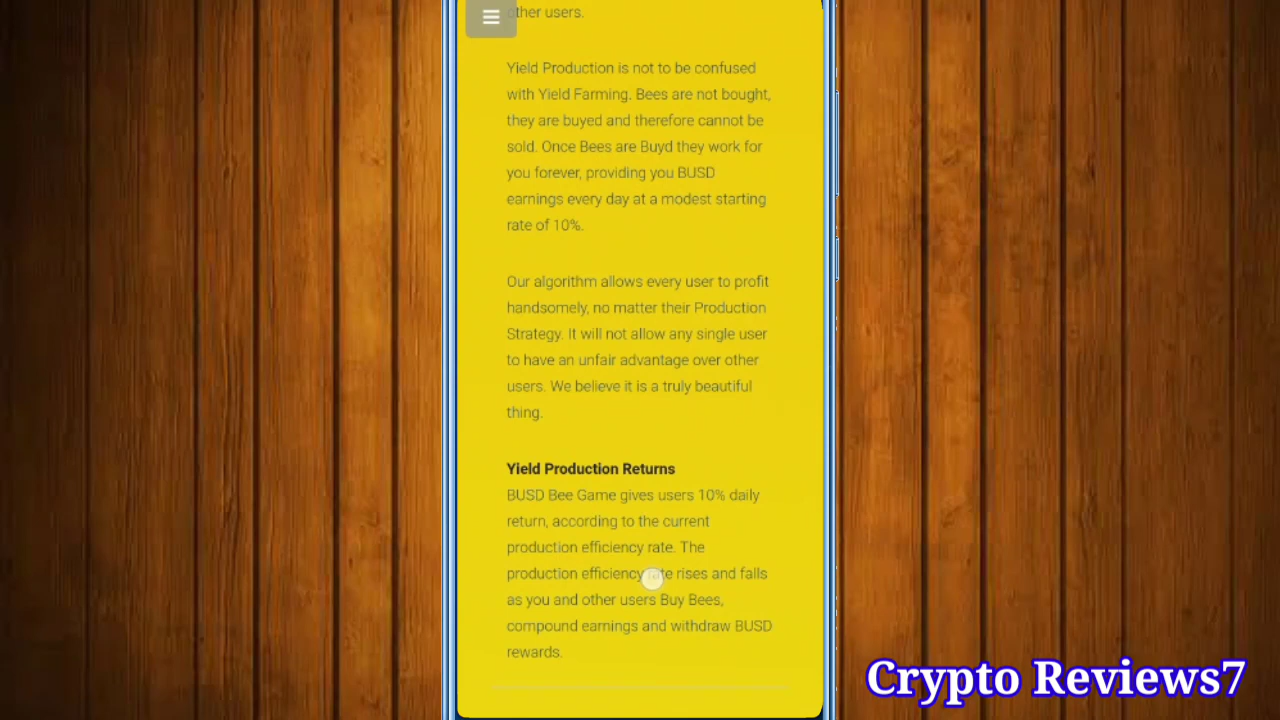 other users.
Yield Production is not to be confused
with Yield Farming. Bees are not bought,
they are buyed and therefore cannot be
sold. Once Bees are Buyd they work for
you forever, providing you BUSD
earnings every day at a modest starting
rate of 10%.
Our algorithm allows every user to profit
handsomely, no matter their Production
Strategy. It will not allow any single user
to have an unfair advantage over other
users. We believe it is a truly beautiful
thing.
Yield Production Returns
BUSD Bee Game gives users 10% daily
return, according to the current
production efficiency rate. The
production efficiency rate rises and falls
as you and other users Buy Bees,
compound earnings and withdraw BUSD
rewards.
Crypto Reviews7